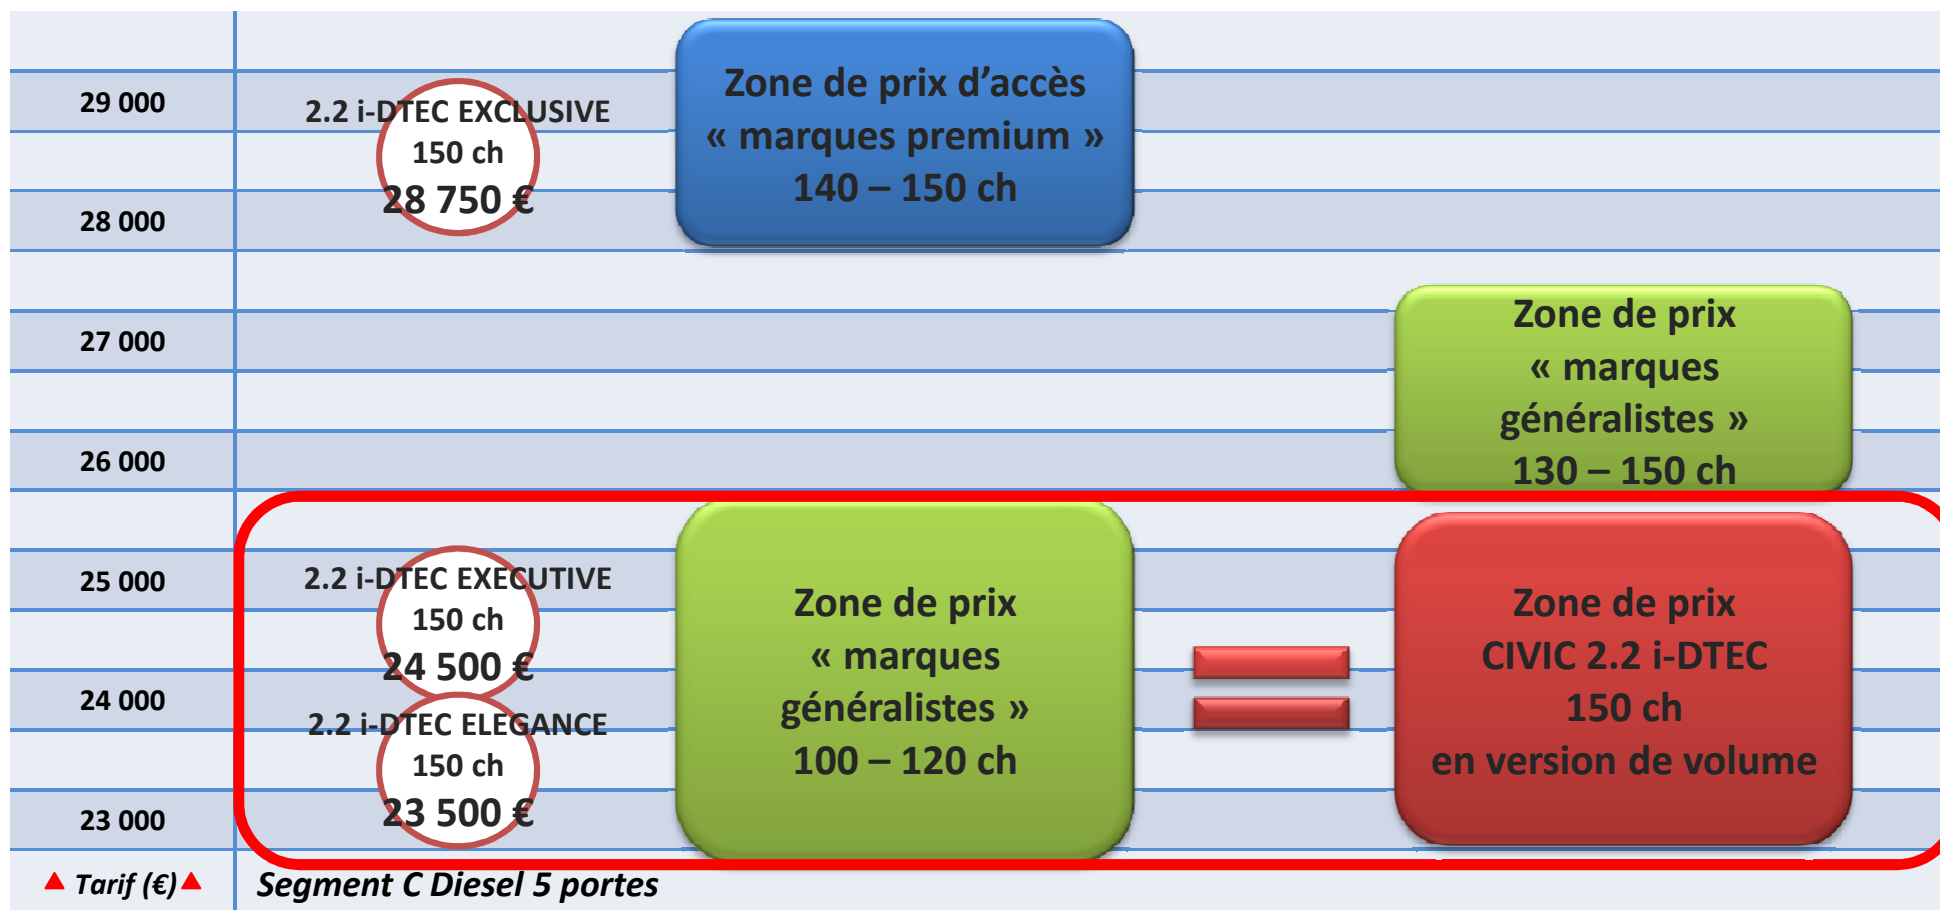 29 000
2.2 i-DTEC EXCLUSIVE
150 ch
28 750 €
28 000
Zone de prix d’accès
« marques premium »
140 – 150 ch
27 000
26 000
Zone de prix
« marques
généralistes »
130 – 150 ch
25 000
2.2 i-DTEC EXECUTIVE
150 ch
24 500 €
24 000
2.2 i-DTEC ELEGANCE
150 ch
23 500 €
23 000
Zone de prix
« marques
généralistes »
100 – 120 ch
Zone de prix
CIVIC 2.2 i-DTEC
150 ch
en version de volume
Tarif (€)
Segment C Diesel 5 portes